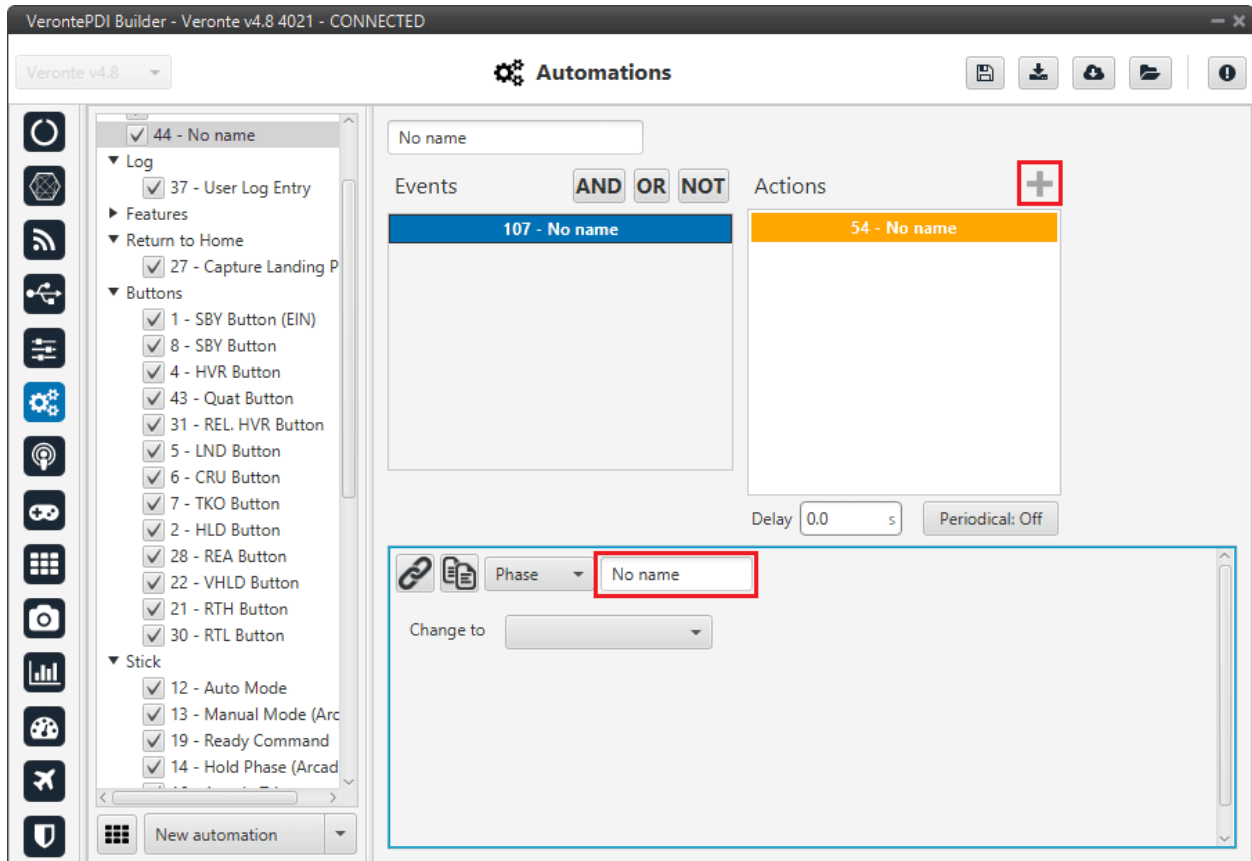 VerontePDI Builder - Veronte v4.8 4021 - CONNECTED
Veronte v4.8
Automations
44 - No name
Log
37 - User Log Entry
Features
Return to Home
27 - Capture Landing P
Buttons
1 - SBY Button (EIN)
8 - SBY Button
4 - HVR Button
43 - Quat Button
31 - REL. HVR Button
5 - LND Button
6 - CRU Button
7 - TKO Button
2 - HLD Button
28 - REA Button
22 - VHLD Button
21 - RTH Button
30 - RTL Button
Stick
12 - Auto Mode
13 - Manual Mode (Arc
19 - Ready Command
14 - Hold Phase (Arcad
New automation
No name
Events AND OR NOT
107 - No name
Actions
54 - No name
Delay 0.0 s Periodical: Off
Phase No name
Change to